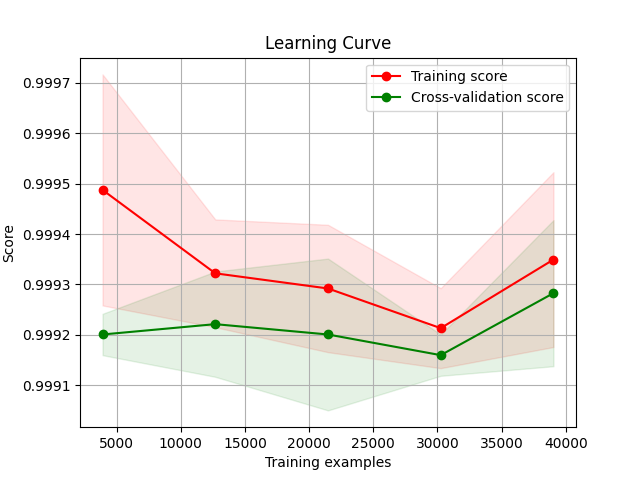 Learning Curve
Training score
Cross-validation score
0.9997
0.9996
0.9995
0.9994
0.9993
0.9992
0.9991
Score
5000 10000 15000 20000 25000 30000 35000 40000
Training examples